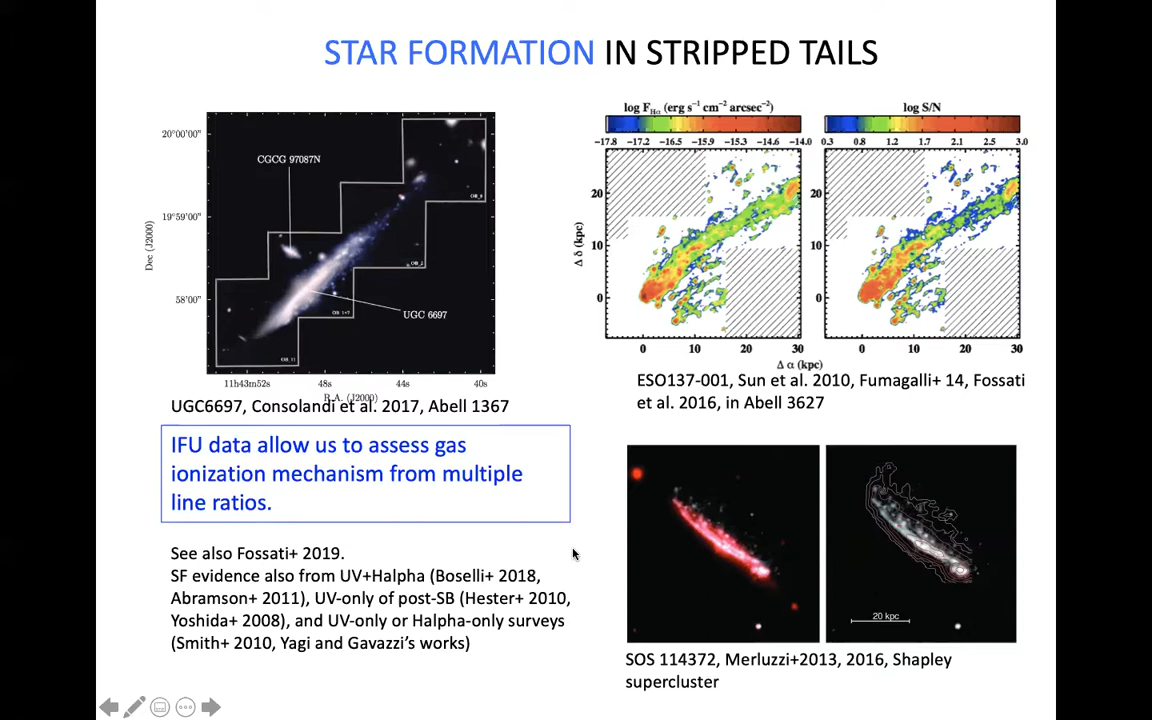 STAR FORMATION IN STRIPPED TAILS
20°00'00"
CGCG 97087N
19°59'00"
Dec (J2000)
58'00"
UGC 6697
11h43m52s 48s 44s 40s
R.A. (J2000)
UGC6697, Consolandi et al. 2017, Abell 1367
log F_Hα (erg s⁻¹ cm⁻² arcsec⁻²)
-17.8 -17.2 -16.5 -15.9 -15.3 -14.6 -14.0
log S/N
0.3 0.8 1.2 1.7 2.1 2.5 3.0
Δ δ (kpc)
20 20
10 10
0 0
0 10 20 30 0 10 20 30
Δ α (kpc)
ESO137-001, Sun et al. 2010, Fumagalli+ 14, Fossati
et al. 2016, in Abell 3627
IFU data allow us to assess gas
ionization mechanism from multiple
line ratios.
See also Fossati+ 2019.
SF evidence also from UV+Halpha (Boselli+ 2018,
Abramson+ 2011), UV-only of post-SB (Hester+ 2010,
Yoshida+ 2008), and UV-only or Halpha-only surveys
(Smith+ 2010, Yagi and Gavazzi's works)
20 kpc
SOS 114372, Merluzzi+2013, 2016, Shapley
supercluster